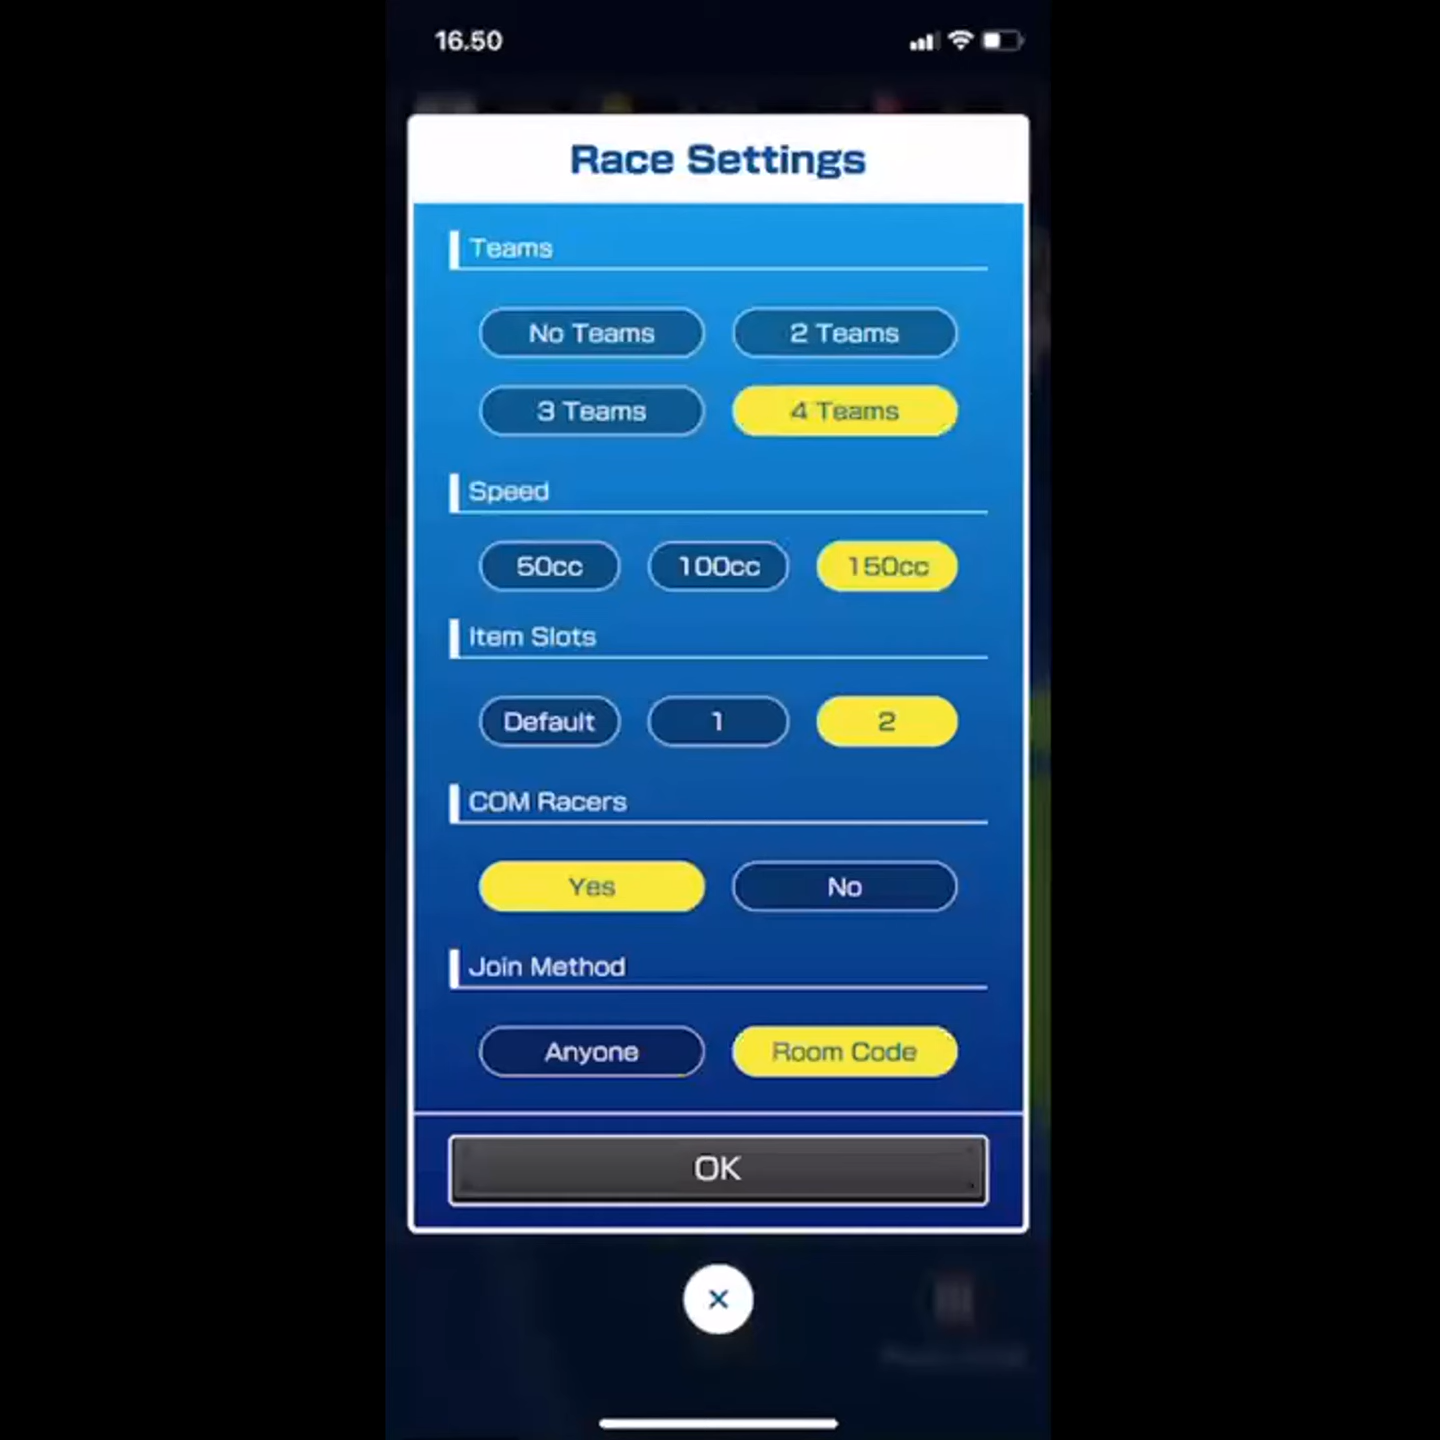 16.50
Race Settings
Teams
No Teams 2 Teams
3 Teams 4 Teams
Speed
50cc 100cc 150cc
Item Slots
Default 1 2
COM Racers
Yes No
Join Method
Anyone Room Code
OK